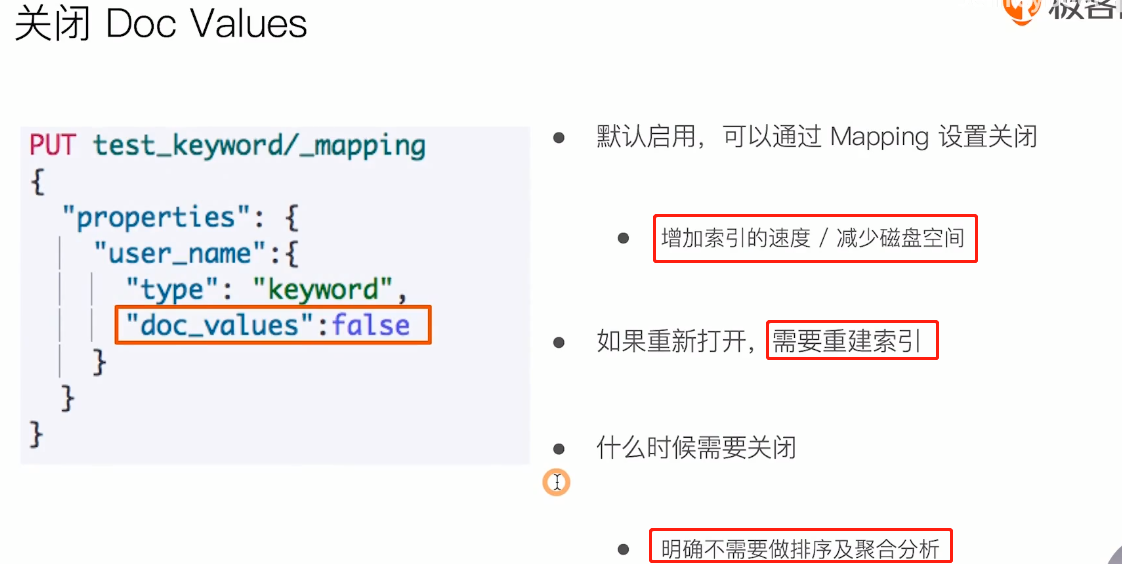 关闭 Doc Values
PUT test_keyword/_mapping
{
"properties": {
"user_name":{
"type": "keyword",
"doc_values":false
}
}
}
默认启用，可以通过 Mapping 设置关闭
增加索引的速度 / 减少磁盘空间
如果重新打开，需要重建索引
什么时候需要关闭
明确不需要做排序及聚合分析